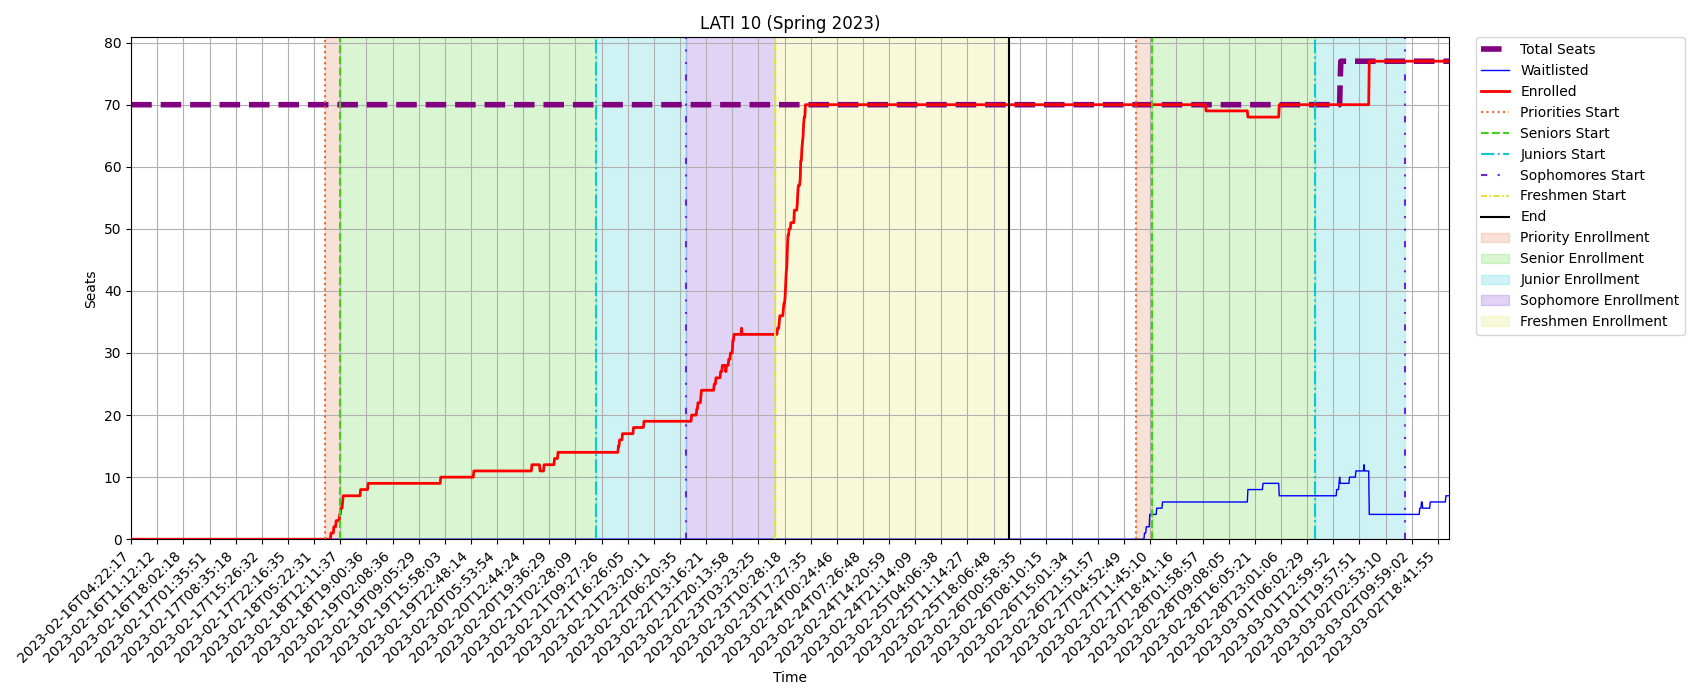 LATI 10 (Spring 2023)
80
70
60
50
40
30
20
10
0
Seats
2023-02-16T04:22:17
2023-02-16T11:12:12
2023-02-16T18:02:18
2023-02-17T01:35:51
2023-02-17T08:35:18
2023-02-17T15:26:32
2023-02-17T22:16:35
2023-02-18T05:22:31
2023-02-18T12:11:37
2023-02-18T19:00:36
2023-02-19T02:08:36
2023-02-19T09:05:29
2023-02-19T15:58:03
2023-02-19T22:48:14
2023-02-20T05:53:54
2023-02-20T12:44:24
2023-02-20T19:36:29
2023-02-21T02:28:09
2023-02-21T09:27:26
2023-02-21T16:26:05
2023-02-21T23:20:11
2023-02-22T06:20:35
2023-02-22T13:16:21
2023-02-22T20:13:58
2023-02-23T03:23:25
2023-02-23T10:28:18
2023-02-23T17:27:35
2023-02-24T00:24:46
2023-02-24T07:26:48
2023-02-24T14:20:59
2023-02-24T21:14:09
2023-02-25T04:06:38
2023-02-25T11:14:27
2023-02-25T18:06:48
2023-02-26T00:58:35
2023-02-26T08:10:15
2023-02-26T15:01:34
2023-02-26T21:51:57
2023-02-27T04:52:49
2023-02-27T11:45:10
2023-02-27T18:41:16
2023-02-28T01:58:57
2023-02-28T09:08:05
2023-02-28T16:05:21
2023-02-28T23:01:06
2023-03-01T06:02:29
2023-03-01T12:59:52
2023-03-01T19:57:51
2023-03-02T02:53:10
2023-03-02T09:59:02
2023-03-02T18:41:55
Time
Total Seats
Waitlisted
Enrolled
Priorities Start
Seniors Start
Juniors Start
Sophomores Start
Freshmen Start
End
Priority Enrollment
Senior Enrollment
Junior Enrollment
Sophomore Enrollment
Freshmen Enrollment